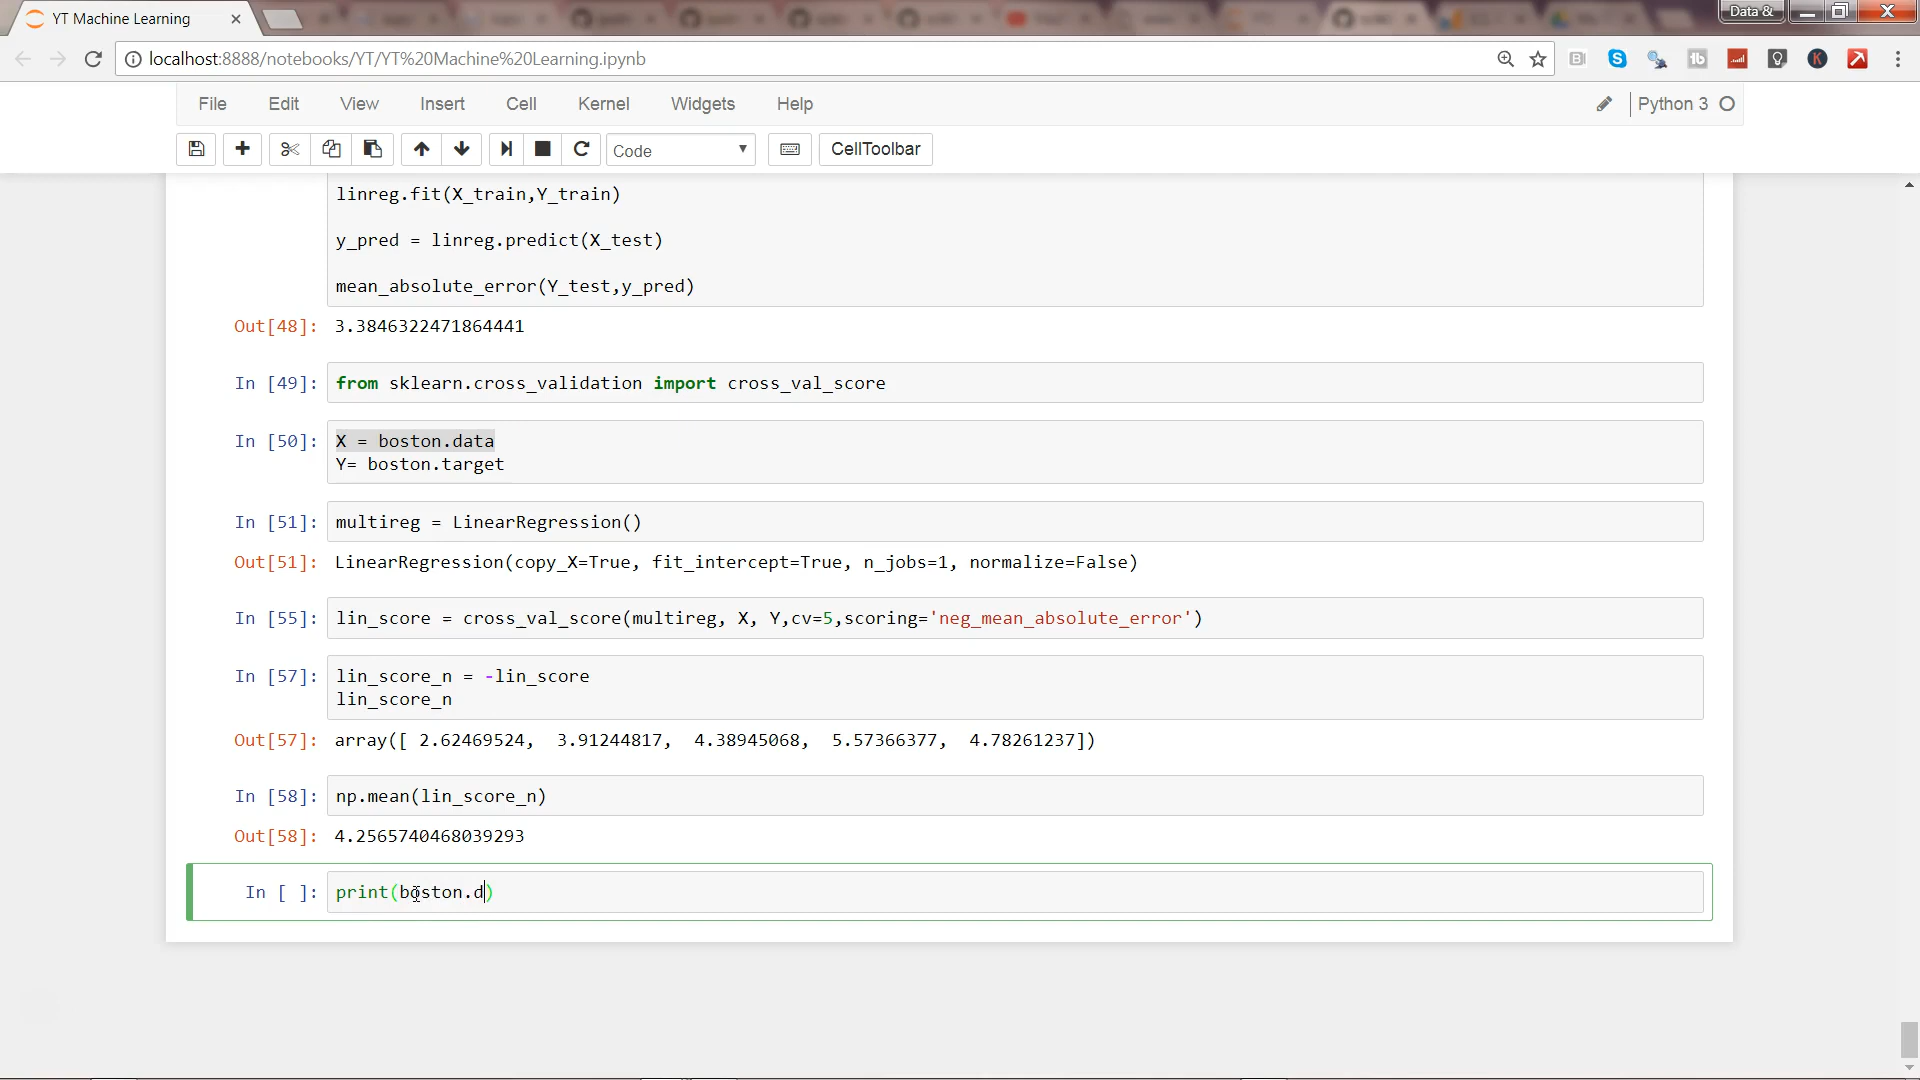 YT Machine Learning
Data &
localhost:8888/notebooks/YT/YT%20Machine%20Learning.ipynb
File Edit View Insert Cell Kernel Widgets Help
Python 3
Code
CellToolbar
linreg.fit(X_train,Y_train)
y_pred = linreg.predict(X_test)
mean_absolute_error(Y_test,y_pred)
Out[48]: 3.3846322471864441
In [49]: from sklearn.cross_validation import cross_val_score
In [50]: X = boston.data
Y= boston.target
In [51]: multireg = LinearRegression()
Out[51]: LinearRegression(copy_X=True, fit_intercept=True, n_jobs=1, normalize=False)
In [55]: lin_score = cross_val_score(multireg, X, Y,cv=5,scoring='neg_mean_absolute_error')
In [57]: lin_score_n = -lin_score
lin_score_n
Out[57]: array([ 2.62469524, 3.91244817, 4.38945068, 5.57366377, 4.78261237])
In [58]: np.mean(lin_score_n)
Out[58]: 4.2565740468039293
In [ ]: print(boston.d)